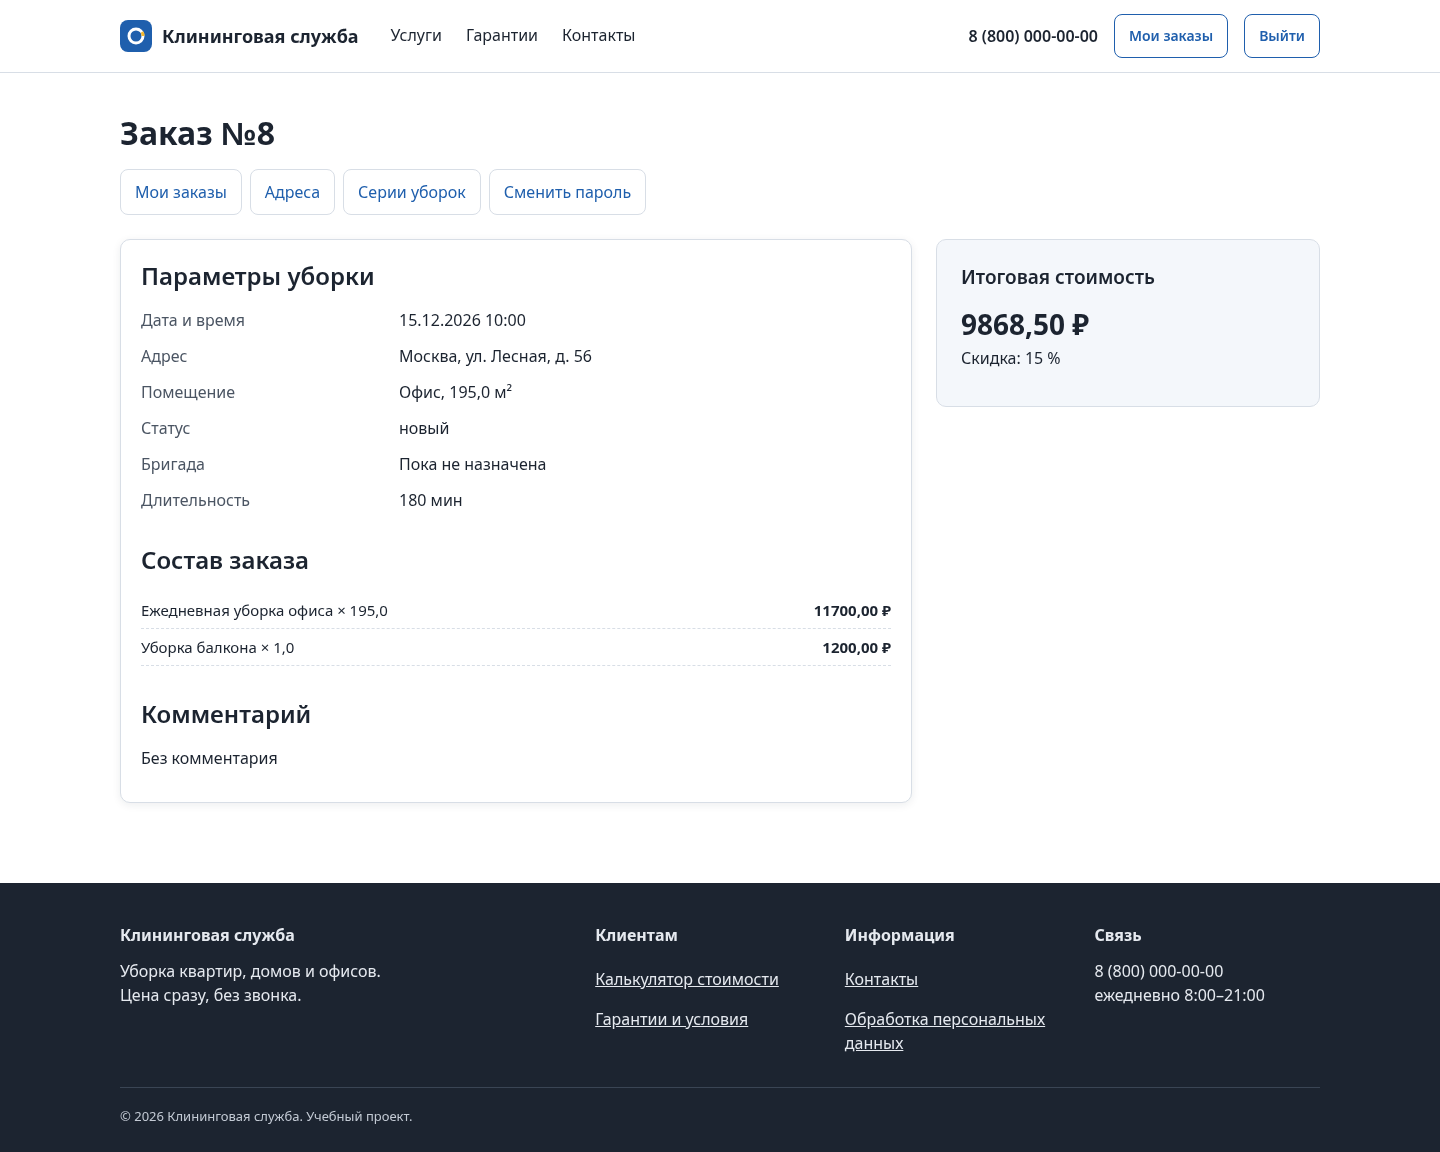 Клининговая служба
Услуги
Гарантии
Контакты
8 (800) 000-00-00
Мои заказы
Выйти
Заказ №8
Мои заказы
Адреса
Серии уборок
Сменить пароль
Параметры уборки
Дата и время 15.12.2026 10:00
Адрес Москва, ул. Лесная, д. 56
Помещение Офис, 195,0 м²
Статус новый
Бригада Пока не назначена
Длительность 180 мин
Состав заказа
Ежедневная уборка офиса × 195,0 11700,00 ₽
Уборка балкона × 1,0 1200,00 ₽
Комментарий
Без комментария
Итоговая стоимость
9868,50 ₽
Скидка: 15 %
Клининговая служба
Уборка квартир, домов и офисов.
Цена сразу, без звонка.
Клиентам
Калькулятор стоимости
Гарантии и условия
Информация
Контакты
Обработка персональных
данных
Связь
8 (800) 000-00-00
ежедневно 8:00–21:00
© 2026 Клининговая служба. Учебный проект.